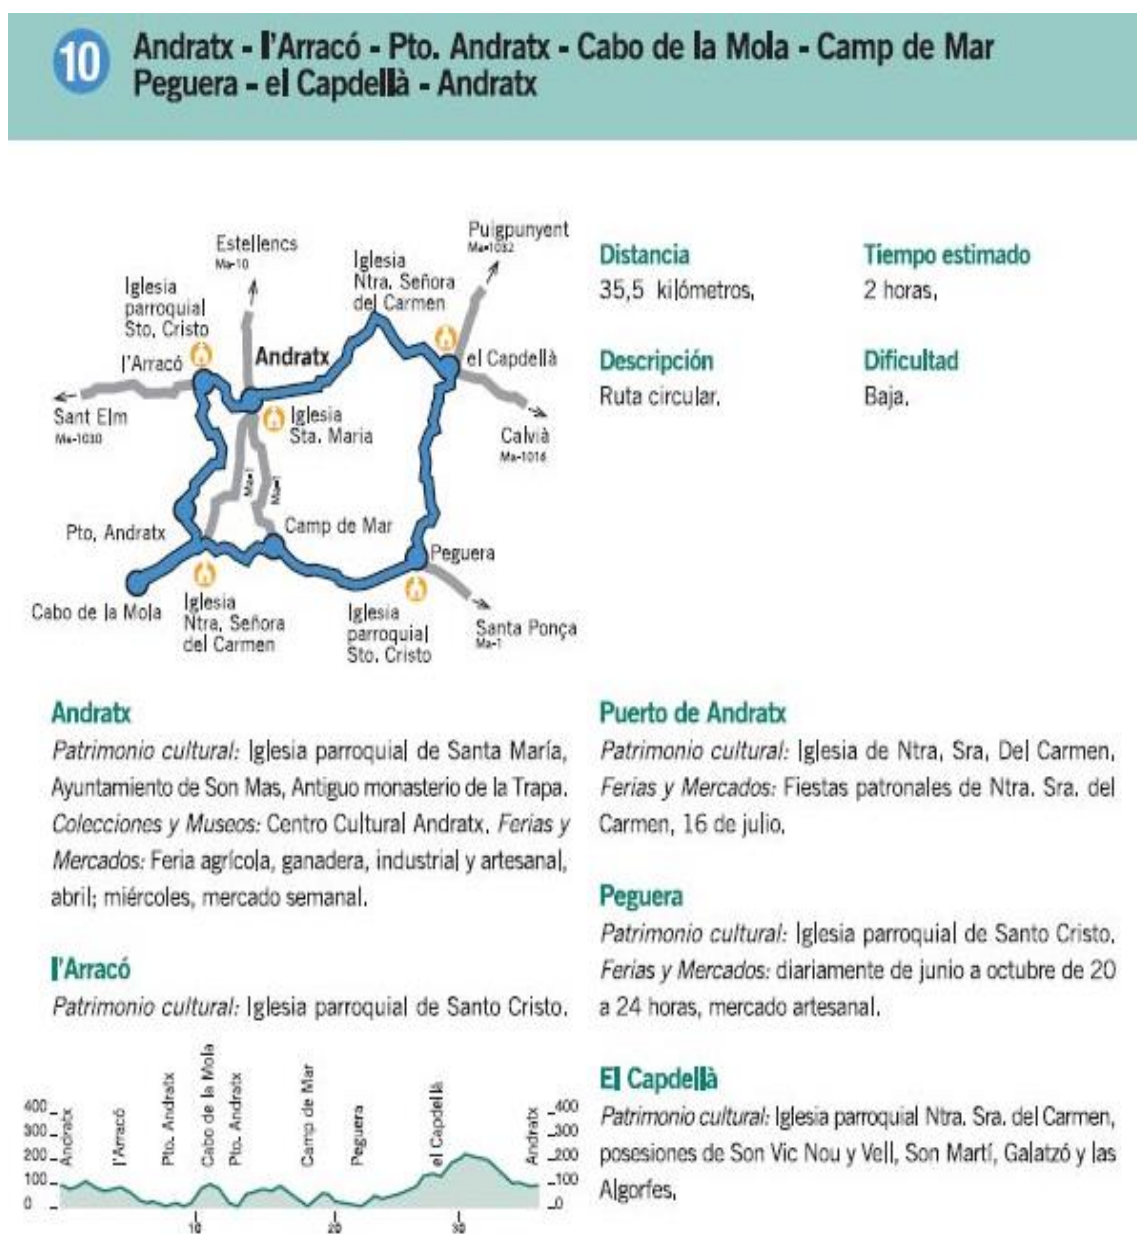 10
Andratx - l'Arracó - Pto. Andratx - Cabo de la Mola - Camp de Mar
Peguera - el Capdellà - Andratx
Estellencs
Ma-10
Puigpunyent
Ma-1032
Iglesia
Ntra. Señora
del Carmen
Iglesia
parroquial
Sto. Cristo
l'Arracó
Andratx
el Capdellà
Sant Elm
Ma-1030
Iglesia
Sta. Maria
Calvià
Ma-1016
Ma-1
Ma-1
Pto. Andratx
Camp de Mar
Peguera
Cabo de la Mola
Iglesia
Ntra. Señora
del Carmen
Iglesia
parroquial
Sto. Cristo
Santa Ponça
Ma-1
Distancia
35,5 kilómetros.
Tiempo estimado
2 horas.
Descripción
Ruta circular.
Dificultad
Baja.
Andratx
Patrimonio cultural: Iglesia parroquial de Santa María,
Ayuntamiento de Son Mas, Antiguo monasterio de la Trapa.
Colecciones y Museos: Centro Cultural Andratx. Ferias y
Mercados: Feria agrícola, ganadera, industrial y artesanal,
abril; miércoles, mercado semanal.
l'Arracó
Patrimonio cultural: Iglesia parroquial de Santo Cristo.
Puerto de Andratx
Patrimonio cultural: Iglesia de Ntra. Sra. Del Carmen.
Ferias y Mercados: Fiestas patronales de Ntra. Sra. del
Carmen, 16 de julio.
Peguera
Patrimonio cultural: Iglesia parroquial de Santo Cristo.
Ferias y Mercados: diariamente de junio a octubre de 20
a 24 horas, mercado artesanal.
El Capdellà
Patrimonio cultural: Iglesia parroquial Ntra. Sra. del Carmen,
posesiones de Son Vic Nou y Vell, Son Martí, Galatzó y las
Algorfes.
400
300
200
100
0
Andratx
l'Arracó
Pto. Andratx
Cabo de la Mola
Pto. Andratx
Camp de Mar
Peguera
el Capdellà
Andratx
400
300
200
100
0
10
20
30